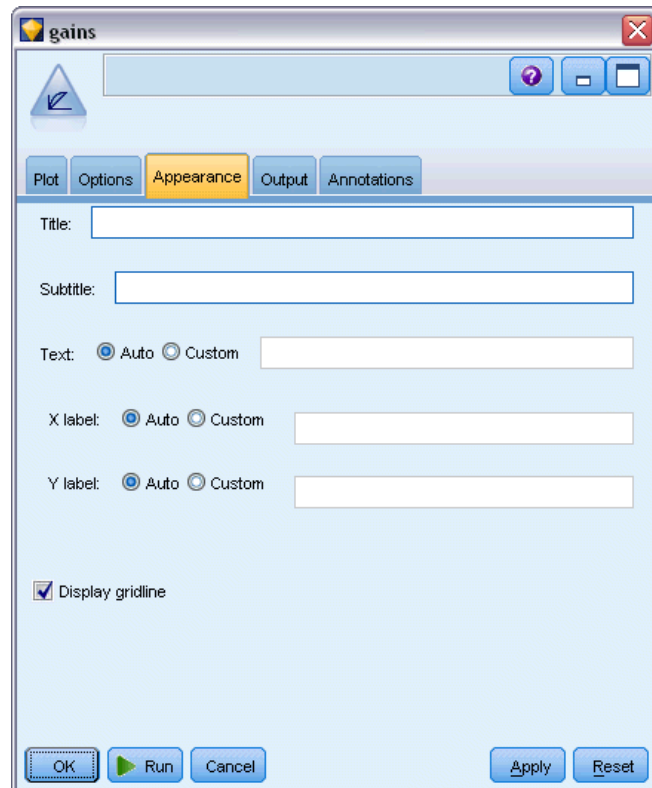 gains
?
Plot Options Appearance Output Annotations
Title:
Subtitle:
Text: Auto Custom
X label: Auto Custom
Y label: Auto Custom
Display gridline
OK Run Cancel Apply Reset